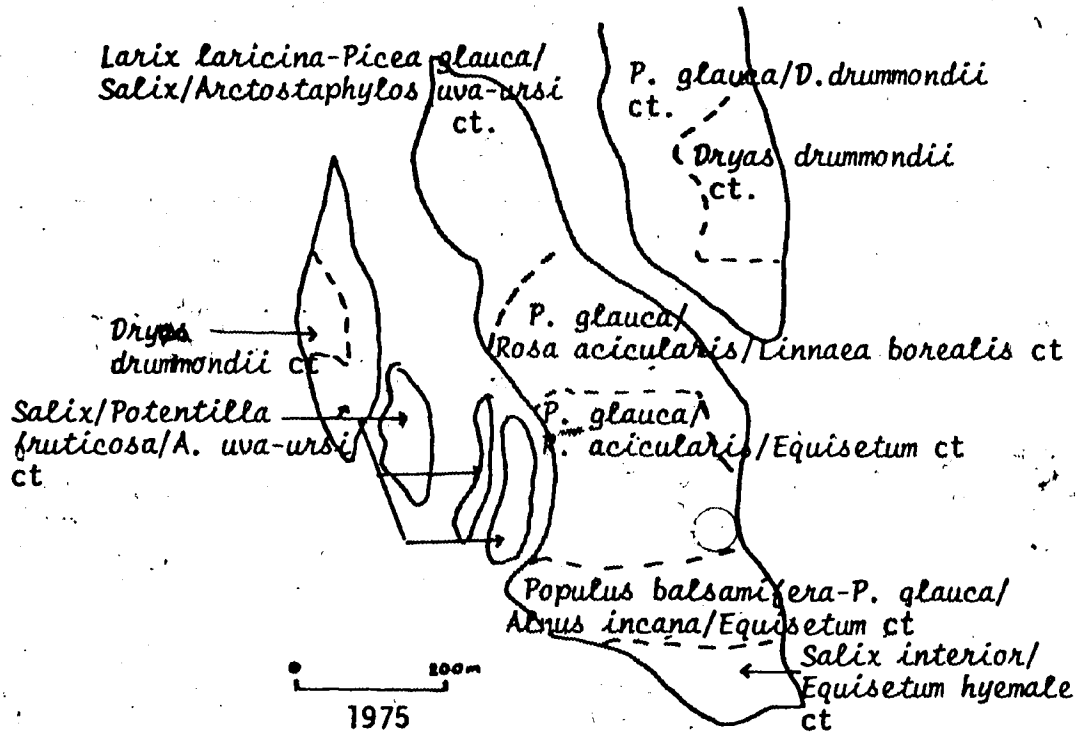 Larix laricina-Picea glauca/
Salix/Arctostaphylos uva-ursi
ct.
P. glauca/D.drummondii
ct.
Dryas drummondii
ct.
P. glauca/
Rosa acicularis/Linnaea borealis ct
Dryas
drummondii ct
Salix/Potentilla
fruticosa/A. uva-ursi
ct
P. glauca/
R. acicularis/Equisetum ct
Populus balsamifera-P. glauca/
Alnus incana/Equisetum ct
Salix interior/
Equisetum hyemale
ct
0 200m
1975